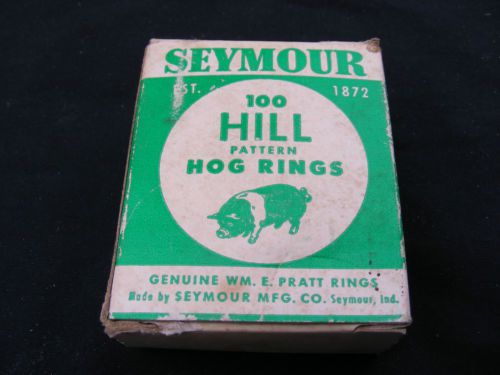 SEYMOUR
EST. 1872
100
HILL
PATTERN
HOG RINGS
GENUINE WM. E. PRATT RINGS
Made by SEYMOUR MFG. CO. Seymour, Ind.